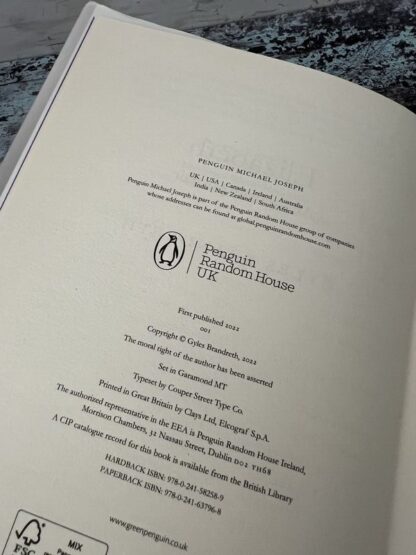 PENGUIN MICHAEL JOSEPH
UK | USA | Canada | Ireland | Australia
India | New Zealand | South Africa
Penguin Michael Joseph is part of the Penguin Random House group of companies
whose addresses can be found at global.penguinrandomhouse.com
Penguin
Random House
UK
First published 2022
001
Copyright © Gyles Brandreth, 2022
The moral right of the author has been asserted
Set in Garamond MT
Typeset by Couper Street Type Co.
Printed in Great Britain by Clays Ltd, Elcograf S.p.A.
The authorized representative in the EEA is Penguin Random House Ireland,
Morrison Chambers, 32 Nassau Street, Dublin D02 YH68
A CIP catalogue record for this book is available from the British Library
HARDBACK ISBN: 978-0-241-58258-9
PAPERBACK ISBN: 978-0-241-63796-8
www.greenpenguin.co.uk
MIX
FSC